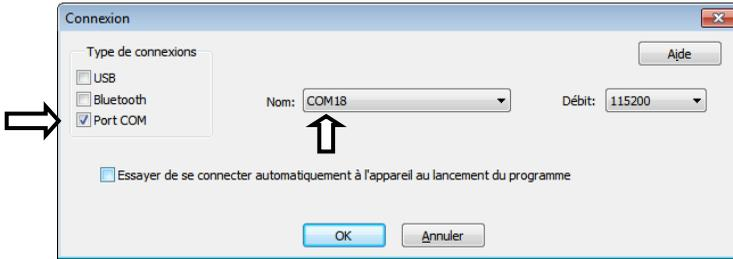 Connexion
Type de connexions
Aide
USB
Bluetooth
Nom: COM18
Débit: 115200
Port COM
Essayer de se connecter automatiquement à l'appareil au lancement du programme
OK
Annuler